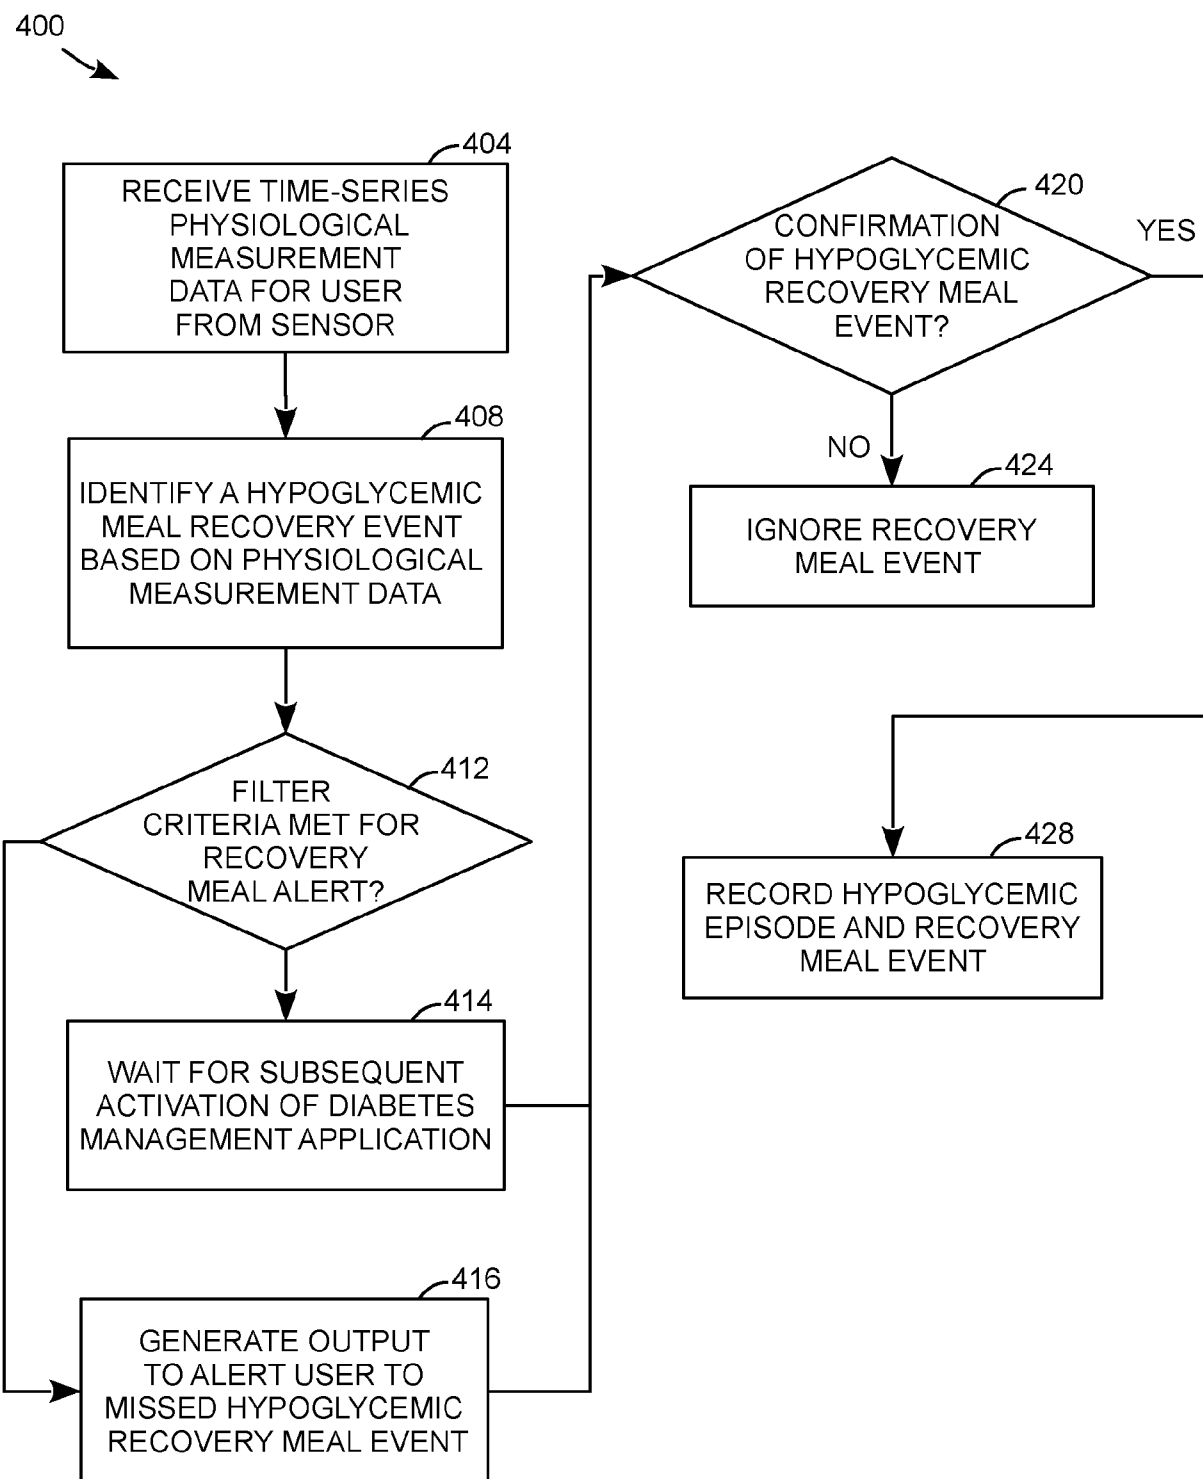 400
404
RECEIVE TIME-SERIES
PHYSIOLOGICAL
MEASUREMENT
DATA FOR USER
FROM SENSOR
408
IDENTIFY A HYPOGLYCEMIC
MEAL RECOVERY EVENT
BASED ON PHYSIOLOGICAL
MEASUREMENT DATA
412
FILTER
CRITERIA MET FOR
RECOVERY
MEAL ALERT?
414
WAIT FOR SUBSEQUENT
ACTIVATION OF DIABETES
MANAGEMENT APPLICATION
416
GENERATE OUTPUT
TO ALERT USER TO
MISSED HYPOGLYCEMIC
RECOVERY MEAL EVENT
420
CONFIRMATION
OF HYPOGLYCEMIC
RECOVERY MEAL
EVENT?
YES
NO
424
IGNORE RECOVERY
MEAL EVENT
428
RECORD HYPOGLYCEMIC
EPISODE AND RECOVERY
MEAL EVENT